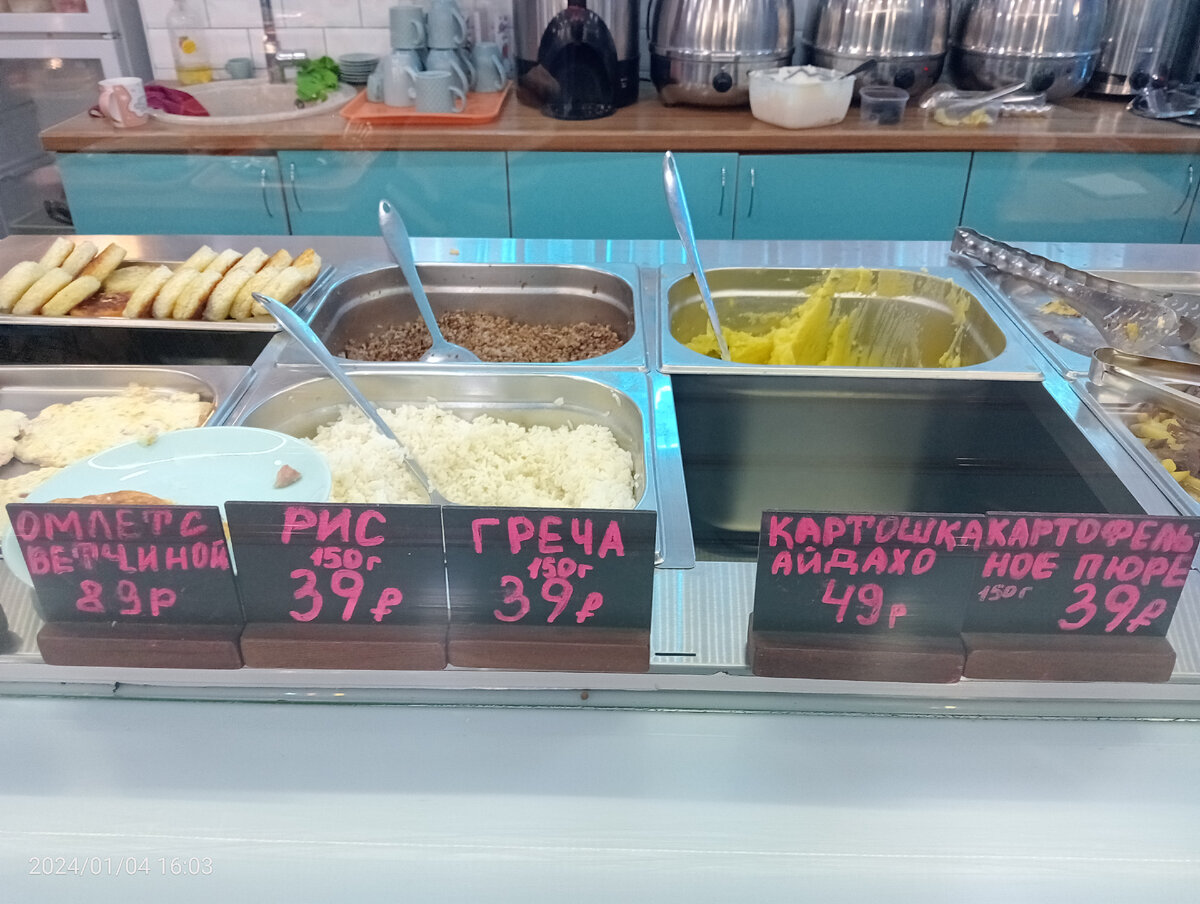 ОМЛЕТ С
ВЕТЧИНОЙ
89р
РИС
150г
39₽
ГРЕЧА
150г
39₽
КАРТОШКА
АЙДАХО
49р
КАРТОФЕЛЬ
НОЕ ПЮРЕ
150г 39₽
2024/01/04 16:03